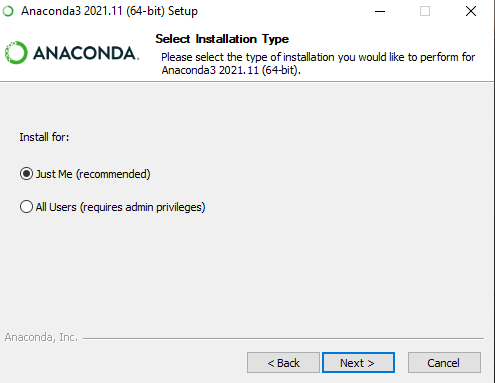 Anaconda3 2021.11 (64-bit) Setup
ANACONDA.
Select Installation Type
Please select the type of installation you would like to perform for
Anaconda3 2021.11 (64-bit).
Install for:
Just Me (recommended)
All Users (requires admin privileges)
Anaconda, Inc.
< Back
Next >
Cancel